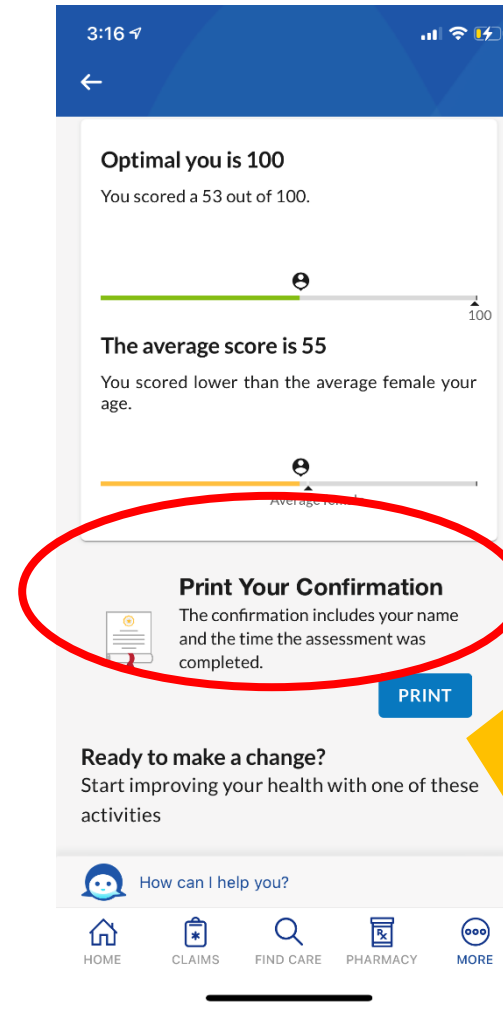 3:16
Optimal you is 100
You scored a 53 out of 100.
100
The average score is 55
You scored lower than the average female your
age.
Average female
Print Your Confirmation
The confirmation includes your name
and the time the assessment was
completed.
PRINT
Ready to make a change?
Start improving your health with one of these
activities
How can I help you?
HOME CLAIMS FIND CARE PHARMACY MORE